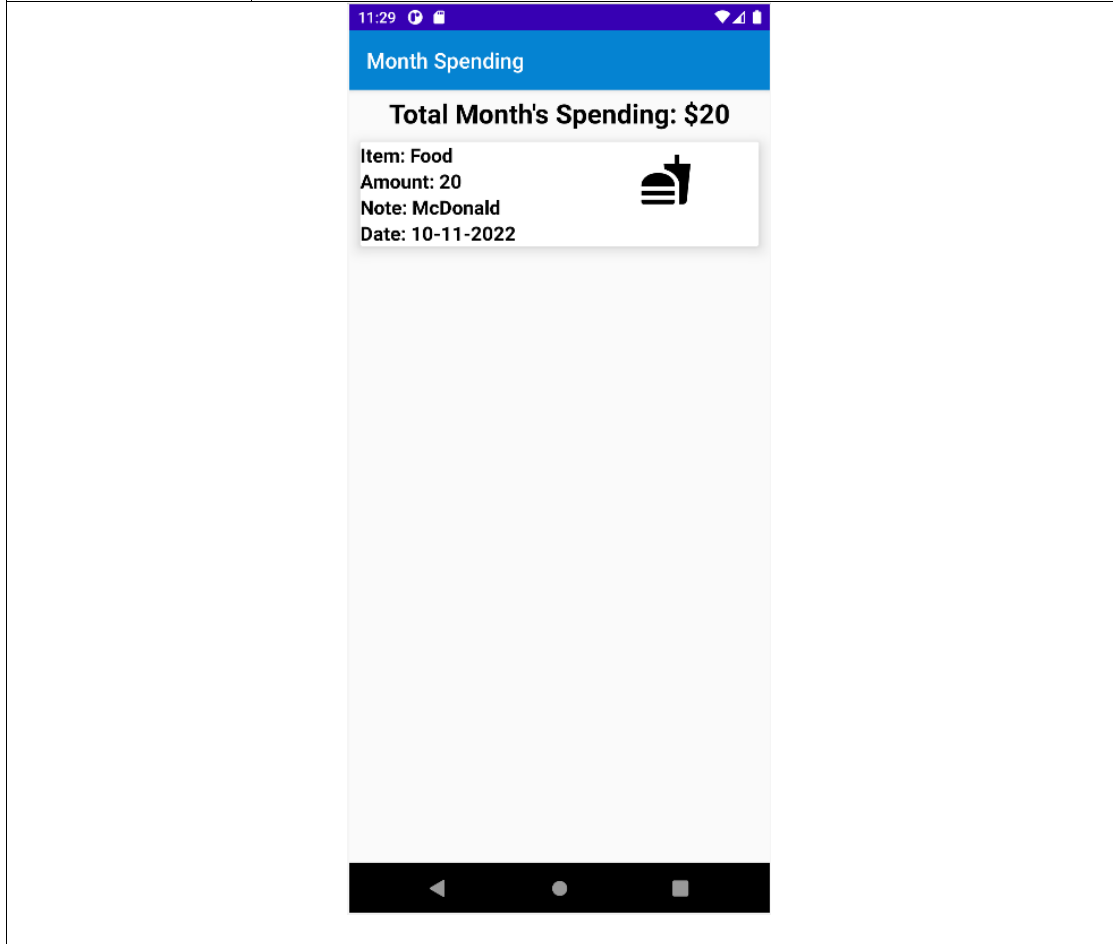 11:29
Month Spending
Total Month's Spending: $20
Item: Food
Amount: 20
Note: McDonald
Date: 10-11-2022